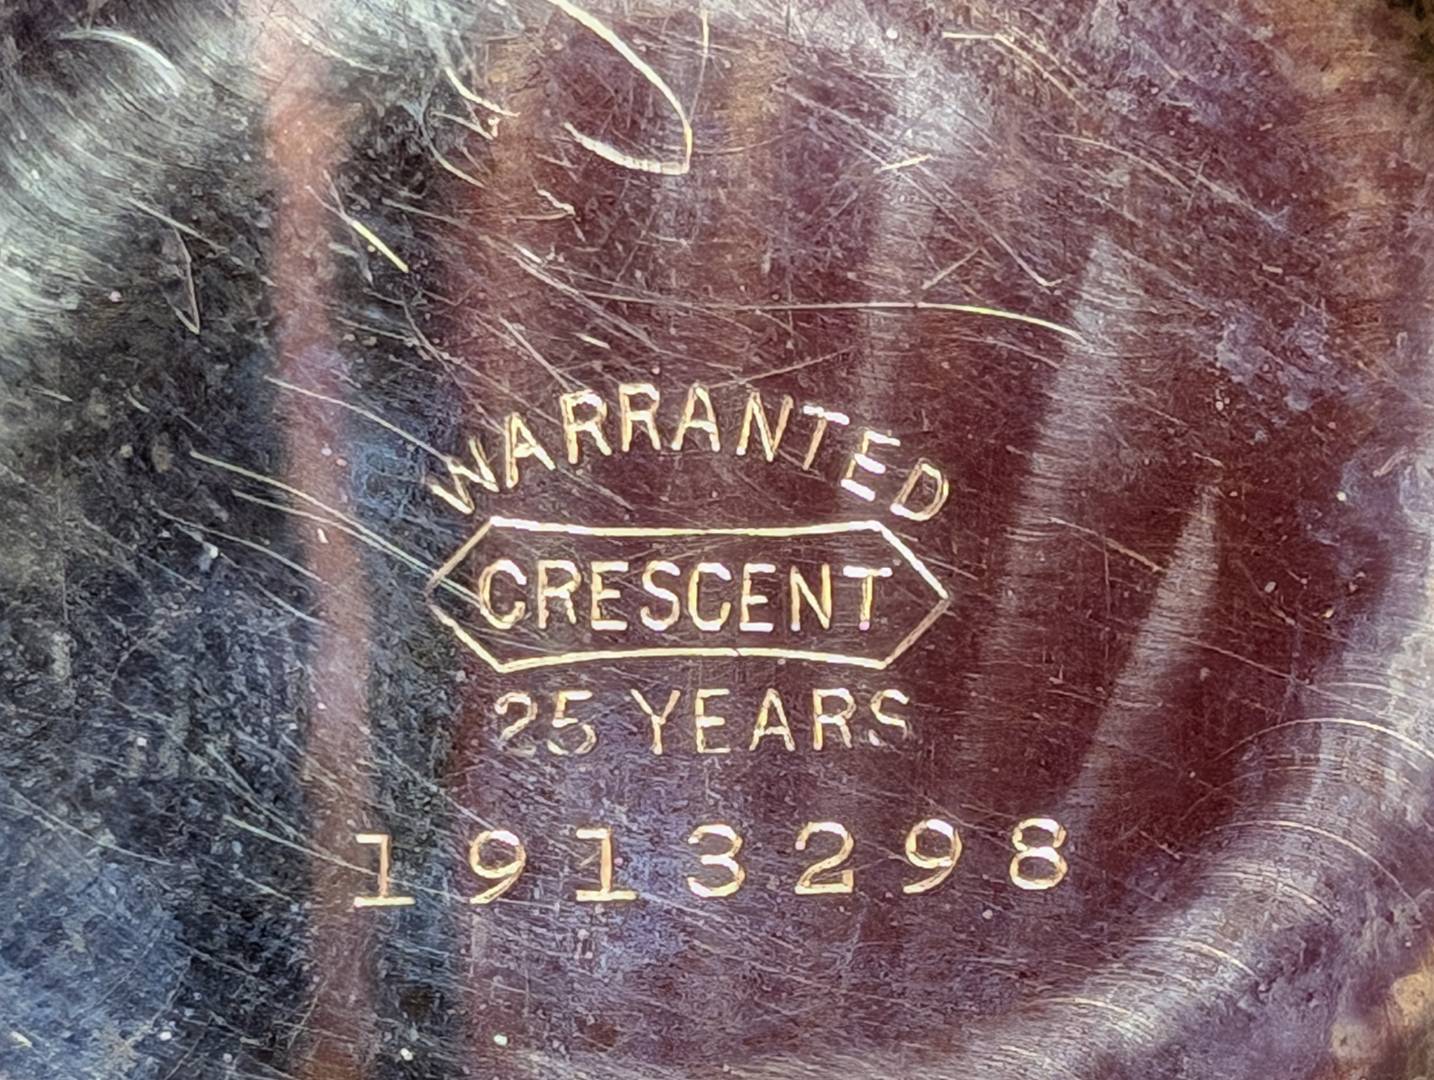 WARRANTED
CRESCENT
25 YEARS
1913298